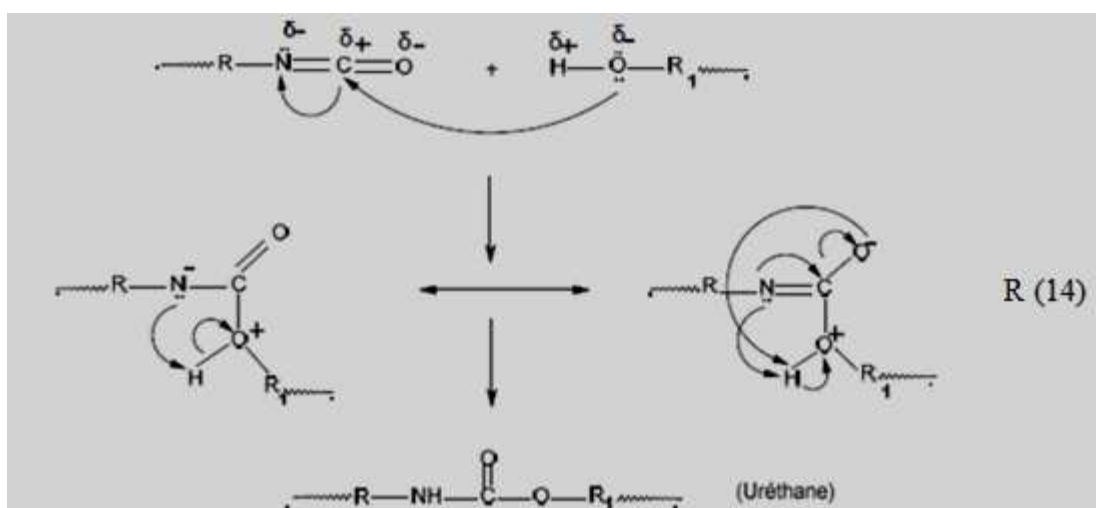 δ- δ+ δ- δ+ δ-
R N C O + H O R1
O O-
R N- C R N C R (14)
O+ O+
H R1 H R1
O
R NH C O R1 (Uréthane)